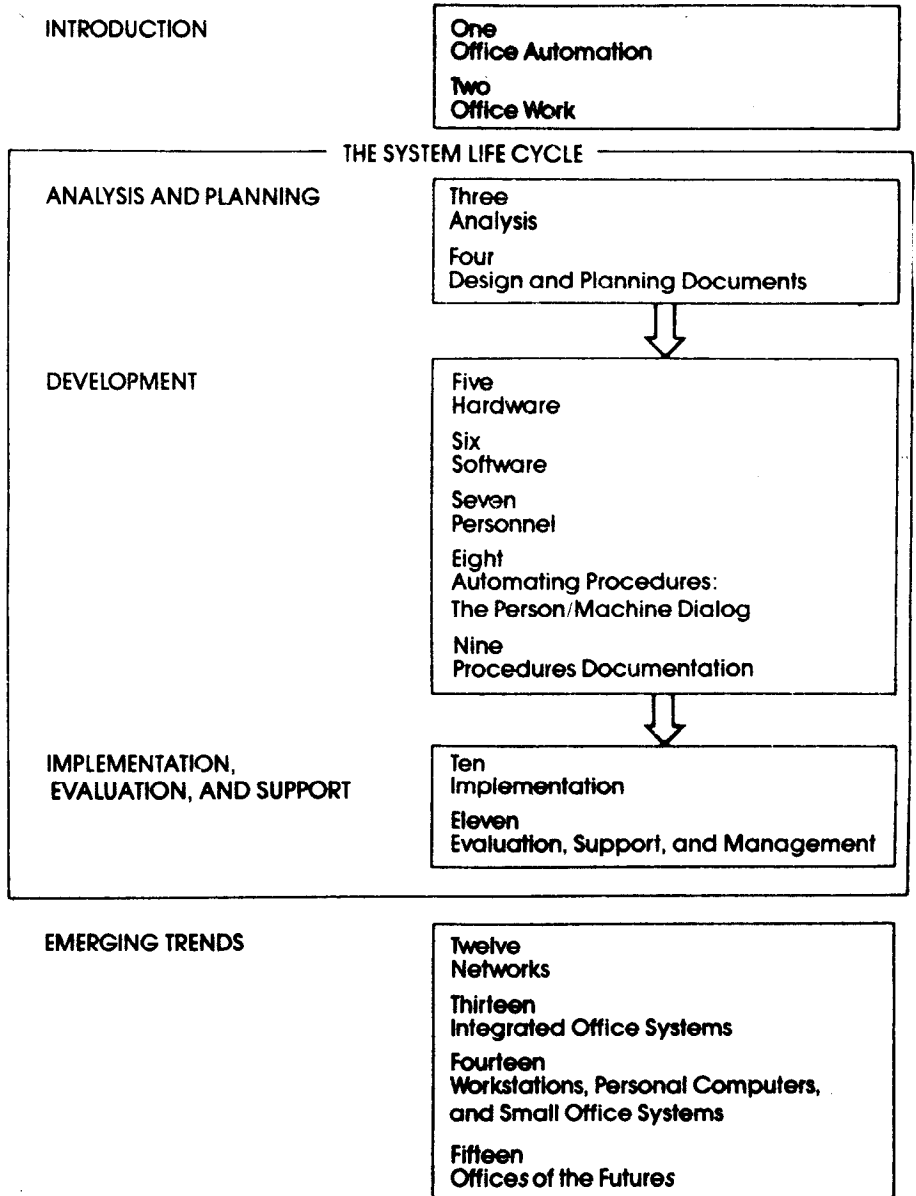 INTRODUCTION
One
Office Automation
Two
Office Work
THE SYSTEM LIFE CYCLE
ANALYSIS AND PLANNING
Three
Analysis
Four
Design and Planning Documents
DEVELOPMENT
Five
Hardware
Six
Software
Seven
Personnel
Eight
Automating Procedures:
The Person/Machine Dialog
Nine
Procedures Documentation
IMPLEMENTATION,
EVALUATION, AND SUPPORT
Ten
Implementation
Eleven
Evaluation, Support, and Management
EMERGING TRENDS
Twelve
Networks
Thirteen
Integrated Office Systems
Fourteen
Workstations, Personal Computers,
and Small Office Systems
Fifteen
Offices of the Futures